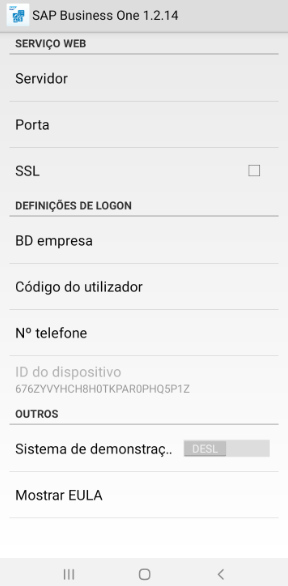 SAP Business One 1.2.14
SERVIÇO WEB
Servidor
Porta
SSL
DEFINIÇÕES DE LOGON
BD empresa
Código do utilizador
Nº telefone
ID do dispositivo
676ZYVYHCH8H0TKPAR0PHQ5P1Z
OUTROS
Sistema de demonstraç.. DESL
Mostrar EULA